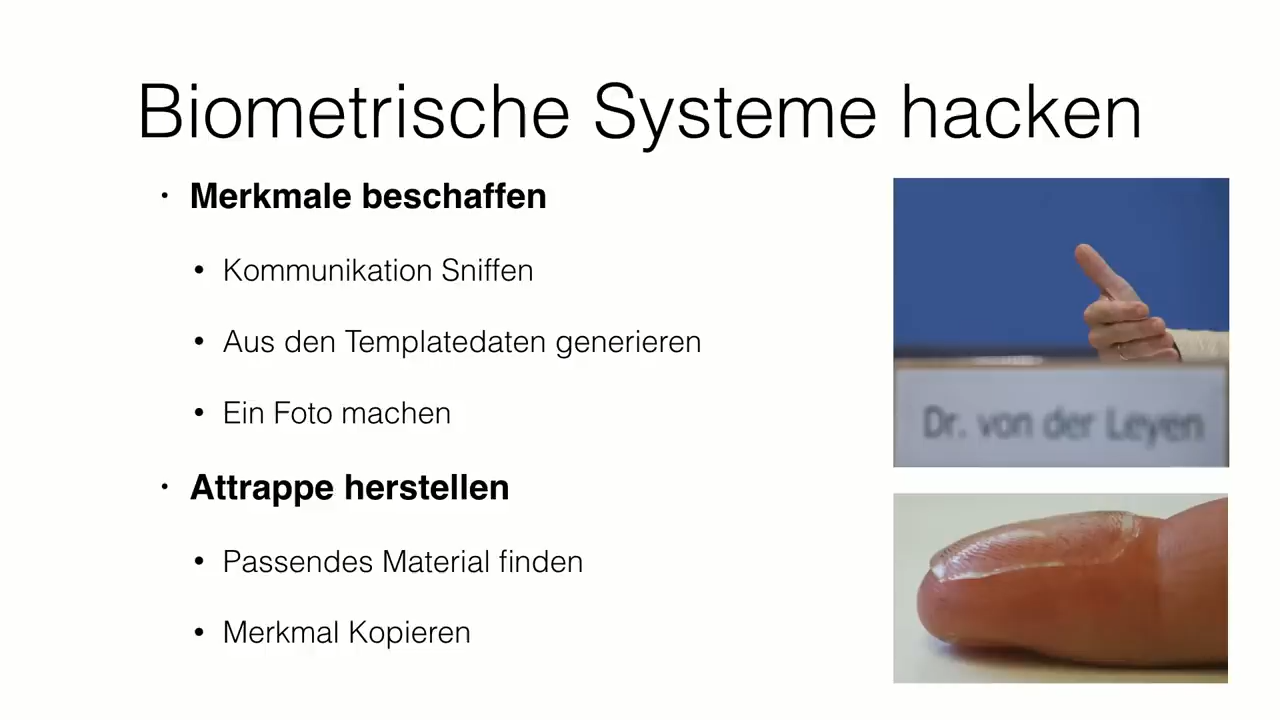 Biometrische Systeme hacken
• Merkmale beschaffen
• Kommunikation Sniffen
• Aus den Templatedaten generieren
• Ein Foto machen
• Attrappe herstellen
• Passendes Material finden
• Merkmal Kopieren
Dr. von der Leyen